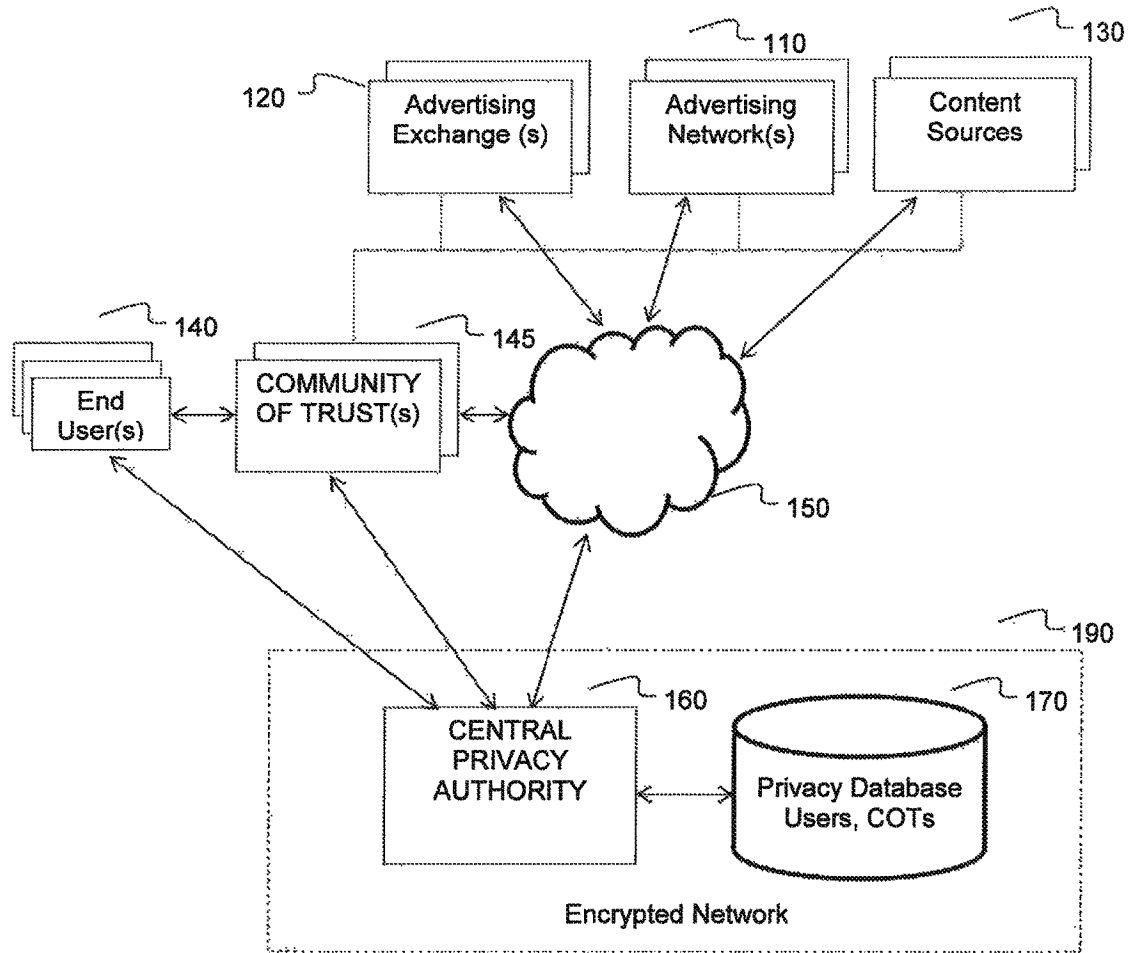 110
130
120
Advertising
Exchange (s)
Advertising
Network(s)
Content
Sources
140
145
End
User(s)
COMMUNITY
OF TRUST(s)
150
190
160
170
CENTRAL
PRIVACY
AUTHORITY
Privacy Database
Users, COTs
Encrypted Network